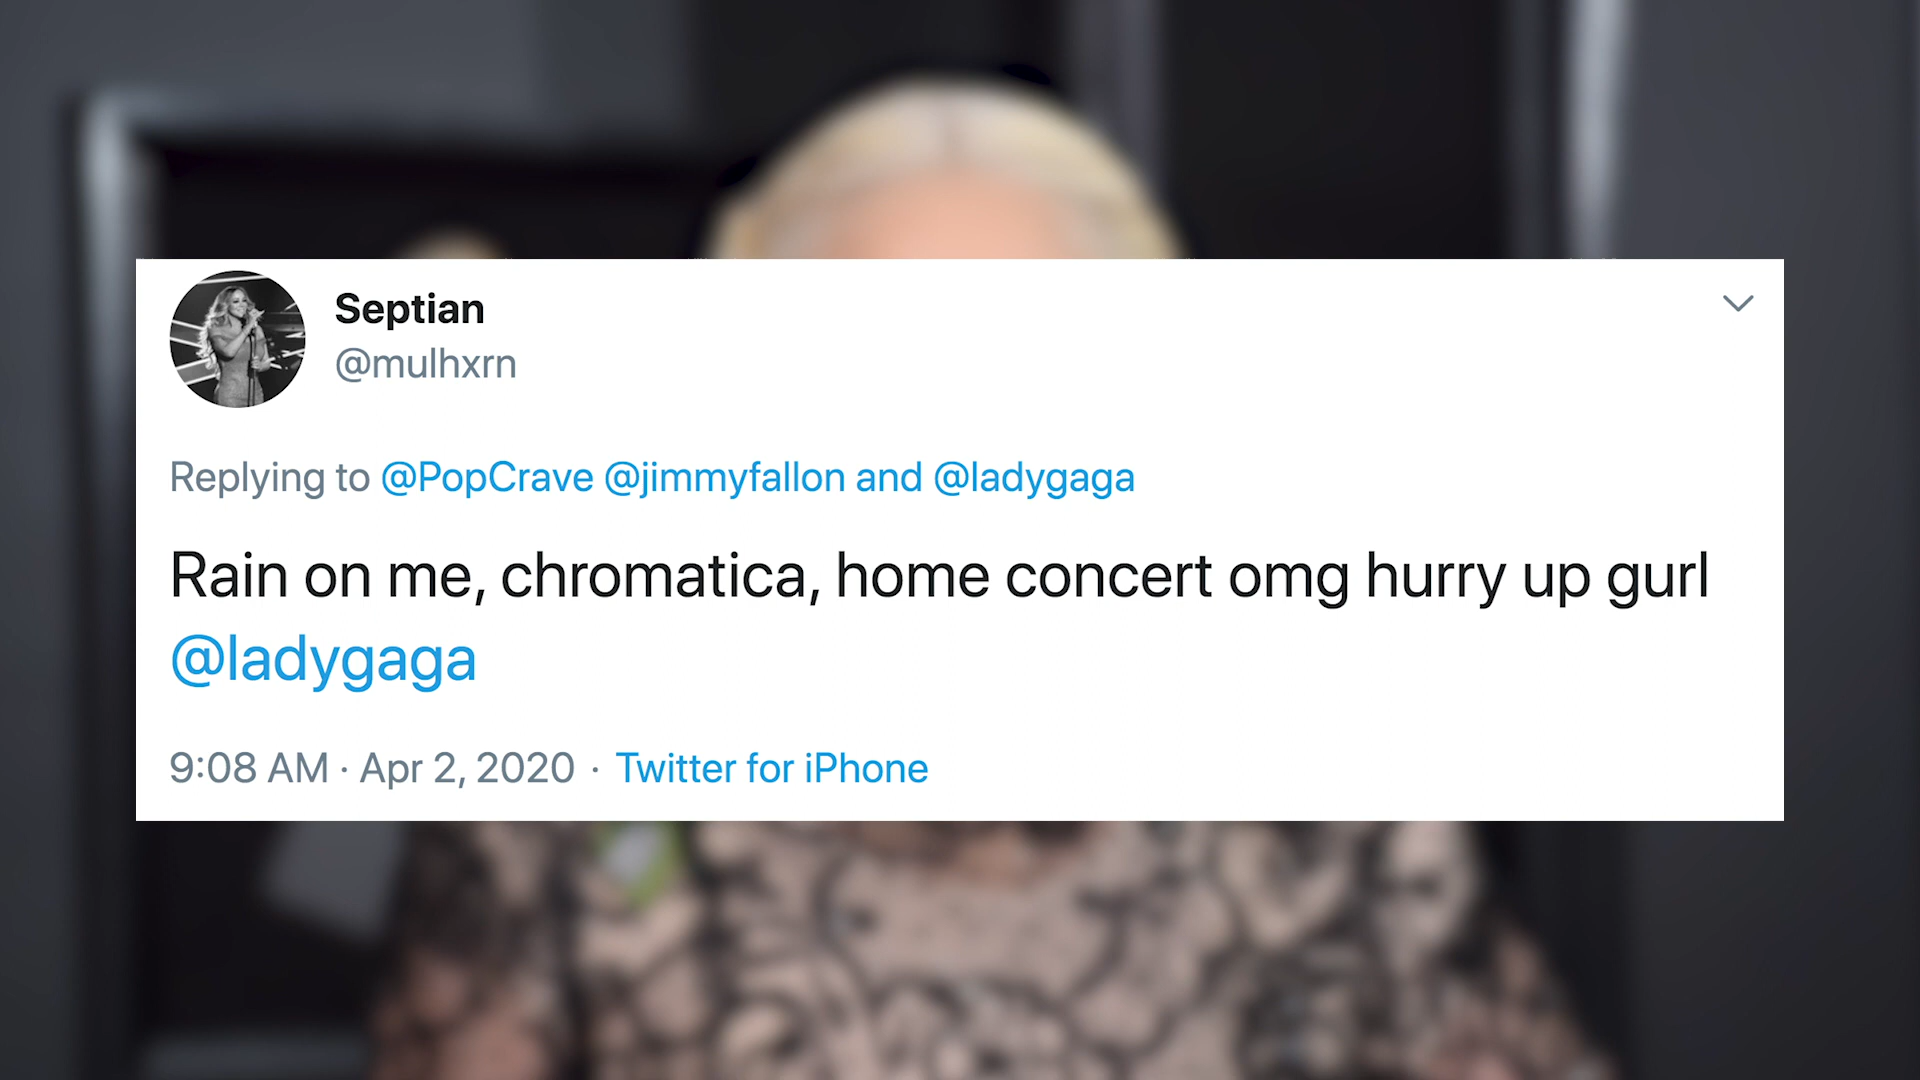 Septian
@mulhxrn
Replying to @PopCrave @jimmyfallon and @ladygaga
Rain on me, chromatica, home concert omg hurry up gurl
@ladygaga
9:08 AM · Apr 2, 2020 · Twitter for iPhone